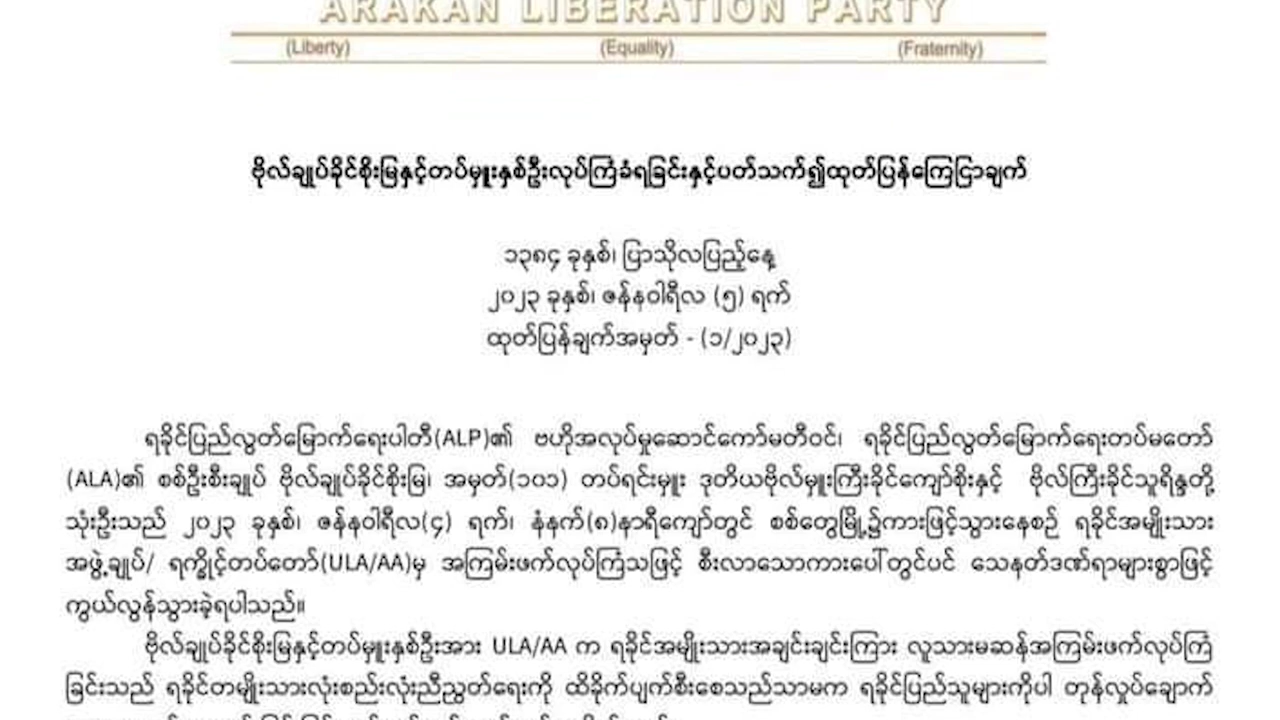 ARAKAN LIBERATION PARTY
(Liberty) (Equality) (Fraternity)
ဗိုလ်ချုပ်ခိုင်စိုးမြနှင့်တပ်မှူးနှစ်ဦးလုပ်ကြံခံရခြင်းနှင့်ပတ်သက်၍ထုတ်ပြန်ကြေငြာချက်
၁၃၈၄ ခုနှစ်၊ ပြာသိုလပြည့်နေ့
၂၀၂၃ ခုနှစ်၊ ဇန်နဝါရီလ (၅) ရက်
ထုတ်ပြန်ချက်အမှတ် - (၁/၂၀၂၃)
ရခိုင်ပြည်လွတ်မြောက်ရေးပါတီ(ALP)၏ ဗဟိုအလုပ်မှုဆောင်ကော်မတီဝင်၊ ရခိုင်ပြည်လွတ်မြောက်ရေးတပ်မတော်
(ALA)၏ စစ်ဦးစီးချုပ် ဗိုလ်ချုပ်ခိုင်စိုးမြ၊ အမှတ်(၁၀၁) တပ်ရင်းမှူး ဒုတိယဗိုလ်မှူးကြီးခိုင်ကျော်စိုးနှင့် ဗိုလ်ကြီးခိုင်သူရိန္ဒတို့
သုံးဦးသည် ၂၀၂၃ ခုနှစ်၊ ဇန်နဝါရီလ(၄) ရက်၊ နံနက်(၈)နာရီကျော်တွင် စစ်တွေမြို့၌ကားဖြင့်သွားနေစဉ် ရခိုင်အမျိုးသား
အဖွဲ့ချုပ်/ ရက္ခိုင့်တပ်တော်(ULA/AA)မှ အကြမ်းဖက်လုပ်ကြံသဖြင့် စီးလာသောကားပေါ်တွင်ပင် သေနတ်ဒဏ်ရာများစွာဖြင့်
ကွယ်လွန်သွားခဲ့ရပါသည်။
ဗိုလ်ချုပ်ခိုင်စိုးမြနှင့်တပ်မှူးနှစ်ဦးအား ULA/AA က ရခိုင်အမျိုးသားအချင်းချင်းကြား လူသားမဆန်အကြမ်းဖက်လုပ်ကြံ
ခြင်းသည် ရခိုင်တမျိုးသားလုံးစည်းလုံးညီညွတ်ရေးကို ထိခိုက်ပျက်စီးစေသည်သာမက ရခိုင်ပြည်သူများကိုပါ တုန်လှုပ်ချောက်